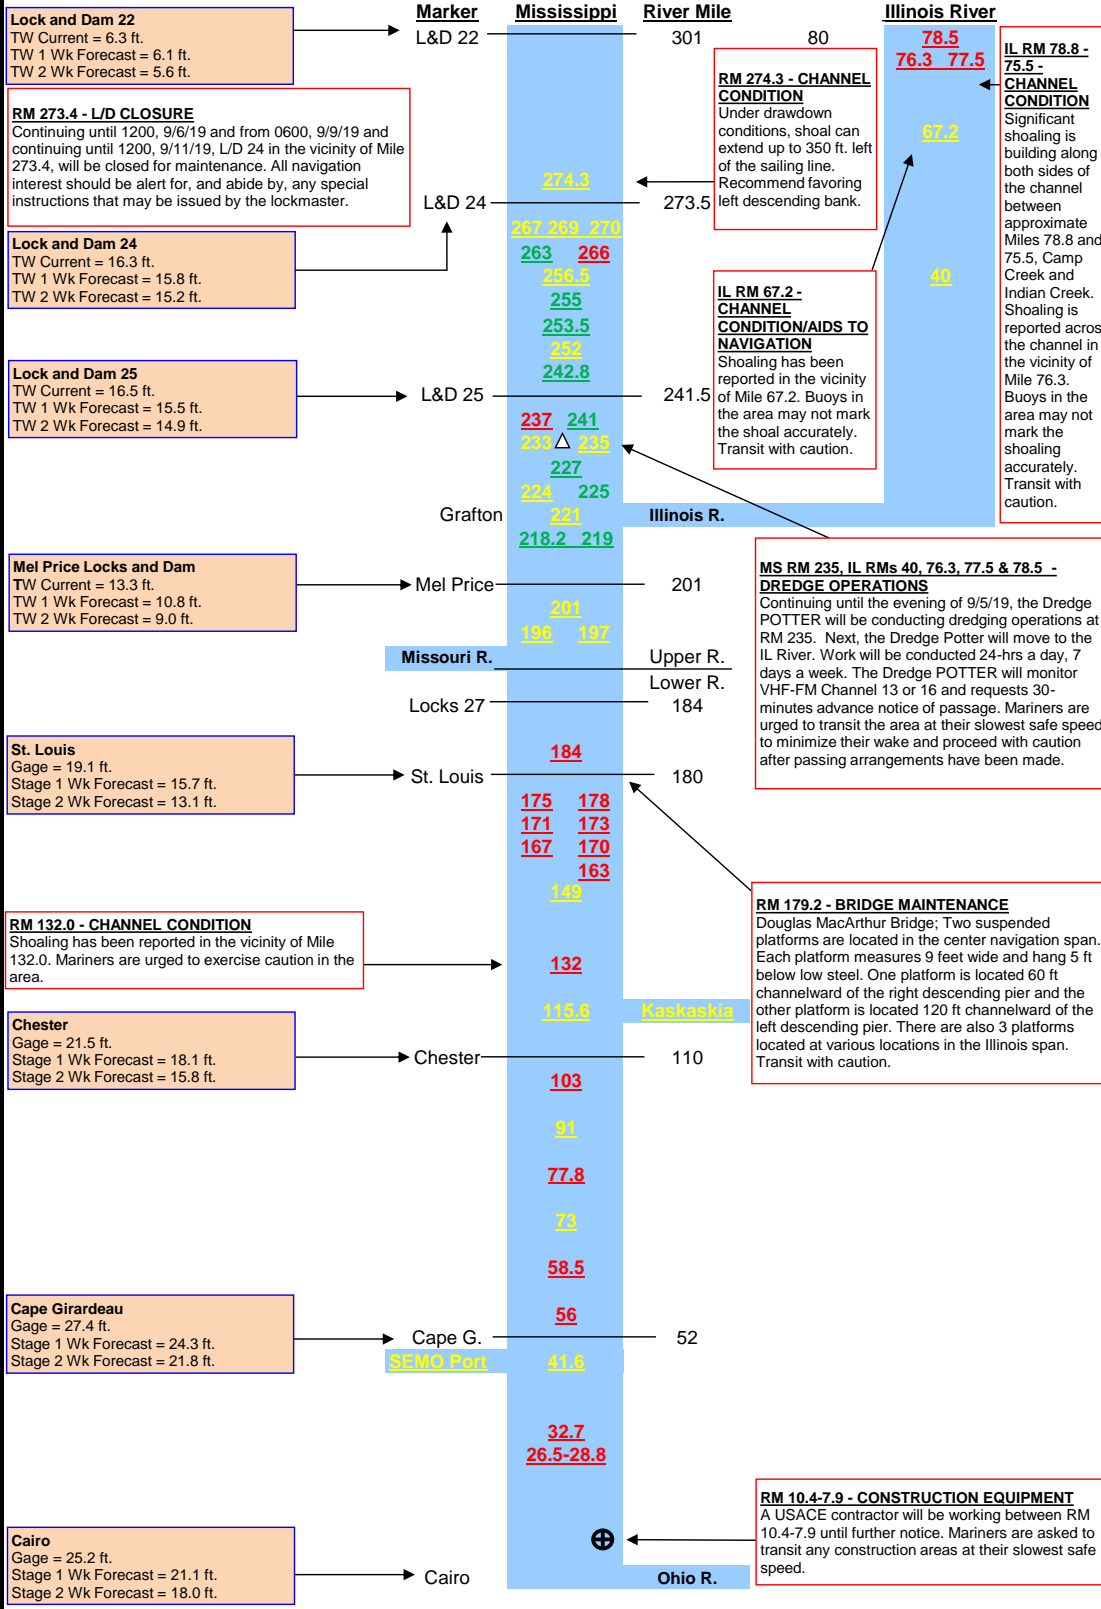 Marker Mississippi River Mile Illinois River
Lock and Dam 22
TW Current = 6.3 ft.
TW 1 Wk Forecast = 6.1 ft.
TW 2 Wk Forecast = 5.6 ft.
L&D 22 301 80
78.5
76.3 77.5
67.2
40
IL RM 78.8 -
75.5 -
CHANNEL
CONDITION
Significant
shoaling is
building along
both sides of
the channel
between
approximate
Miles 78.8 and
75.5, Camp
Creek and
Indian Creek.
Shoaling is
reported acros
the channel in
the vicinity of
Mile 76.3.
Buoys in the
area may not
mark the
shoaling
accurately.
Transit with
caution.
RM 274.3 - CHANNEL
CONDITION
Under drawdown
conditions, shoal can
extend up to 350 ft. left
of the sailing line.
Recommend favoring
left descending bank.
RM 273.4 - L/D CLOSURE
Continuing until 1200, 9/6/19 and from 0600, 9/9/19 and
continuing until 1200, 9/11/19, L/D 24 in the vicinity of Mile
273.4, will be closed for maintenance. All navigation
interest should be alert for, and abide by, any special
instructions that may be issued by the lockmaster.
274.3
L&D 24 273.5
Lock and Dam 24
TW Current = 16.3 ft.
TW 1 Wk Forecast = 15.8 ft.
TW 2 Wk Forecast = 15.2 ft.
267 269 270
263 266
256.5
255
253.5
252
242.8
IL RM 67.2 -
CHANNEL
CONDITION/AIDS TO
NAVIGATION
Shoaling has been
reported in the vicinity
of Mile 67.2. Buoys in
the area may not mark
the shoal accurately.
Transit with caution.
Lock and Dam 25
TW Current = 16.5 ft.
TW 1 Wk Forecast = 15.5 ft.
TW 2 Wk Forecast = 14.9 ft.
L&D 25 241.5
237 241
233 235
227
224 225
Grafton 221 Illinois R.
218.2 219
Mel Price Locks and Dam
TW Current = 13.3 ft.
TW 1 Wk Forecast = 10.8 ft.
TW 2 Wk Forecast = 9.0 ft.
Mel Price 201
201
196 197
MS RM 235, IL RMs 40, 76.3, 77.5 & 78.5 -
DREDGE OPERATIONS
Continuing until the evening of 9/5/19, the Dredge
POTTER will be conducting dredging operations at
RM 235. Next, the Dredge Potter will move to the
IL River. Work will be conducted 24-hrs a day, 7
days a week. The Dredge POTTER will monitor
VHF-FM Channel 13 or 16 and requests 30-
minutes advance notice of passage. Mariners are
urged to transit the area at their slowest safe speed
to minimize their wake and proceed with caution
after passing arrangements have been made.
Missouri R. Upper R.
Lower R.
Locks 27 184
184
St. Louis
Gage = 19.1 ft.
Stage 1 Wk Forecast = 15.7 ft.
Stage 2 Wk Forecast = 13.1 ft.
St. Louis 180
175 178
171 173
167 170
163
149
RM 179.2 - BRIDGE MAINTENANCE
Douglas MacArthur Bridge; Two suspended
platforms are located in the center navigation span.
Each platform measures 9 feet wide and hang 5 ft
below low steel. One platform is located 60 ft
channelward of the right descending pier and the
other platform is located 120 ft channelward of the
left descending pier. There are also 3 platforms
located at various locations in the Illinois span.
Transit with caution.
RM 132.0 - CHANNEL CONDITION
Shoaling has been reported in the vicinity of Mile
132.0. Mariners are urged to exercise caution in the
area.
132
115.6 Kaskaskia
Chester
Gage = 21.5 ft.
Stage 1 Wk Forecast = 18.1 ft.
Stage 2 Wk Forecast = 15.8 ft.
Chester 110
103
91
77.8
73
58.5
56
Cape Girardeau
Gage = 27.4 ft.
Stage 1 Wk Forecast = 24.3 ft.
Stage 2 Wk Forecast = 21.8 ft.
Cape G. 52
SEMO Port 41.6
32.7
26.5-28.8
RM 10.4-7.9 - CONSTRUCTION EQUIPMENT
A USACE contractor will be working between RM
10.4-7.9 until further notice. Mariners are asked to
transit any construction areas at their slowest safe
speed.
Cairo
Gage = 25.2 ft.
Stage 1 Wk Forecast = 21.1 ft.
Stage 2 Wk Forecast = 18.0 ft.
Cairo Ohio R.